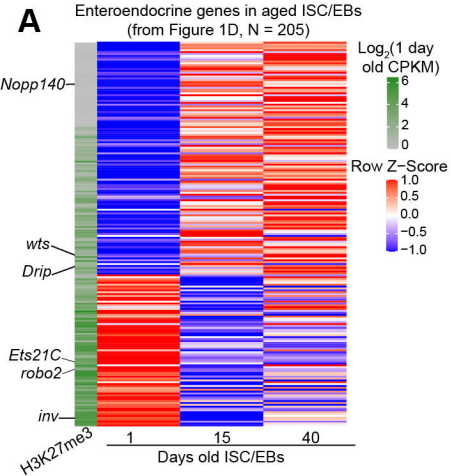 A
Enteroendocrine genes in aged ISC/EBs
(from Figure 1D, N = 205)
Log2(1 day
old CPKM)
6
4
2
0
Row Z−Score
1.0
0.5
0.0
−0.5
−1.0
Nopp140
wts
Drip
Ets21C
robo2
inv
H3K27me3
1 15 40
Days old ISC/EBs